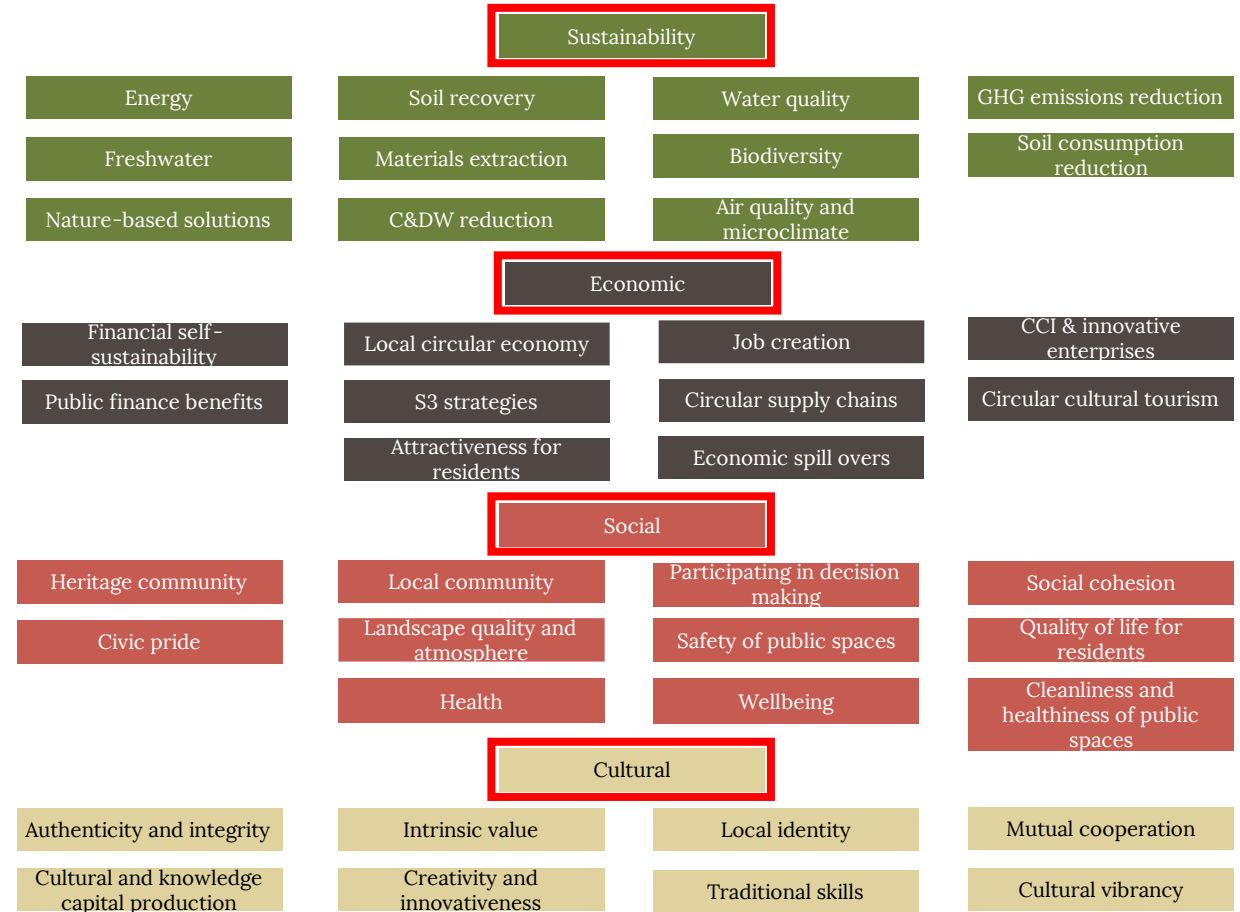 Sustainability
Energy
Soil recovery
Water quality
GHG emissions reduction
Freshwater
Materials extraction
Biodiversity
Soil consumption
reduction
Nature-based solutions
C&DW reduction
Air quality and
microclimate
Economic
Financial self-
sustainability
Local circular economy
Job creation
CCI & innovative
enterprises
Public finance benefits
S3 strategies
Circular supply chains
Circular cultural tourism
Attractiveness for
residents
Economic spill overs
Social
Heritage community
Local community
Participating in decision
making
Social cohesion
Civic pride
Landscape quality and
atmosphere
Safety of public spaces
Quality of life for
residents
Health
Wellbeing
Cleanliness and
healthiness of public
spaces
Cultural
Authenticity and integrity
Intrinsic value
Local identity
Mutual cooperation
Cultural and knowledge
capital production
Creativity and
innovativeness
Traditional skills
Cultural vibrancy